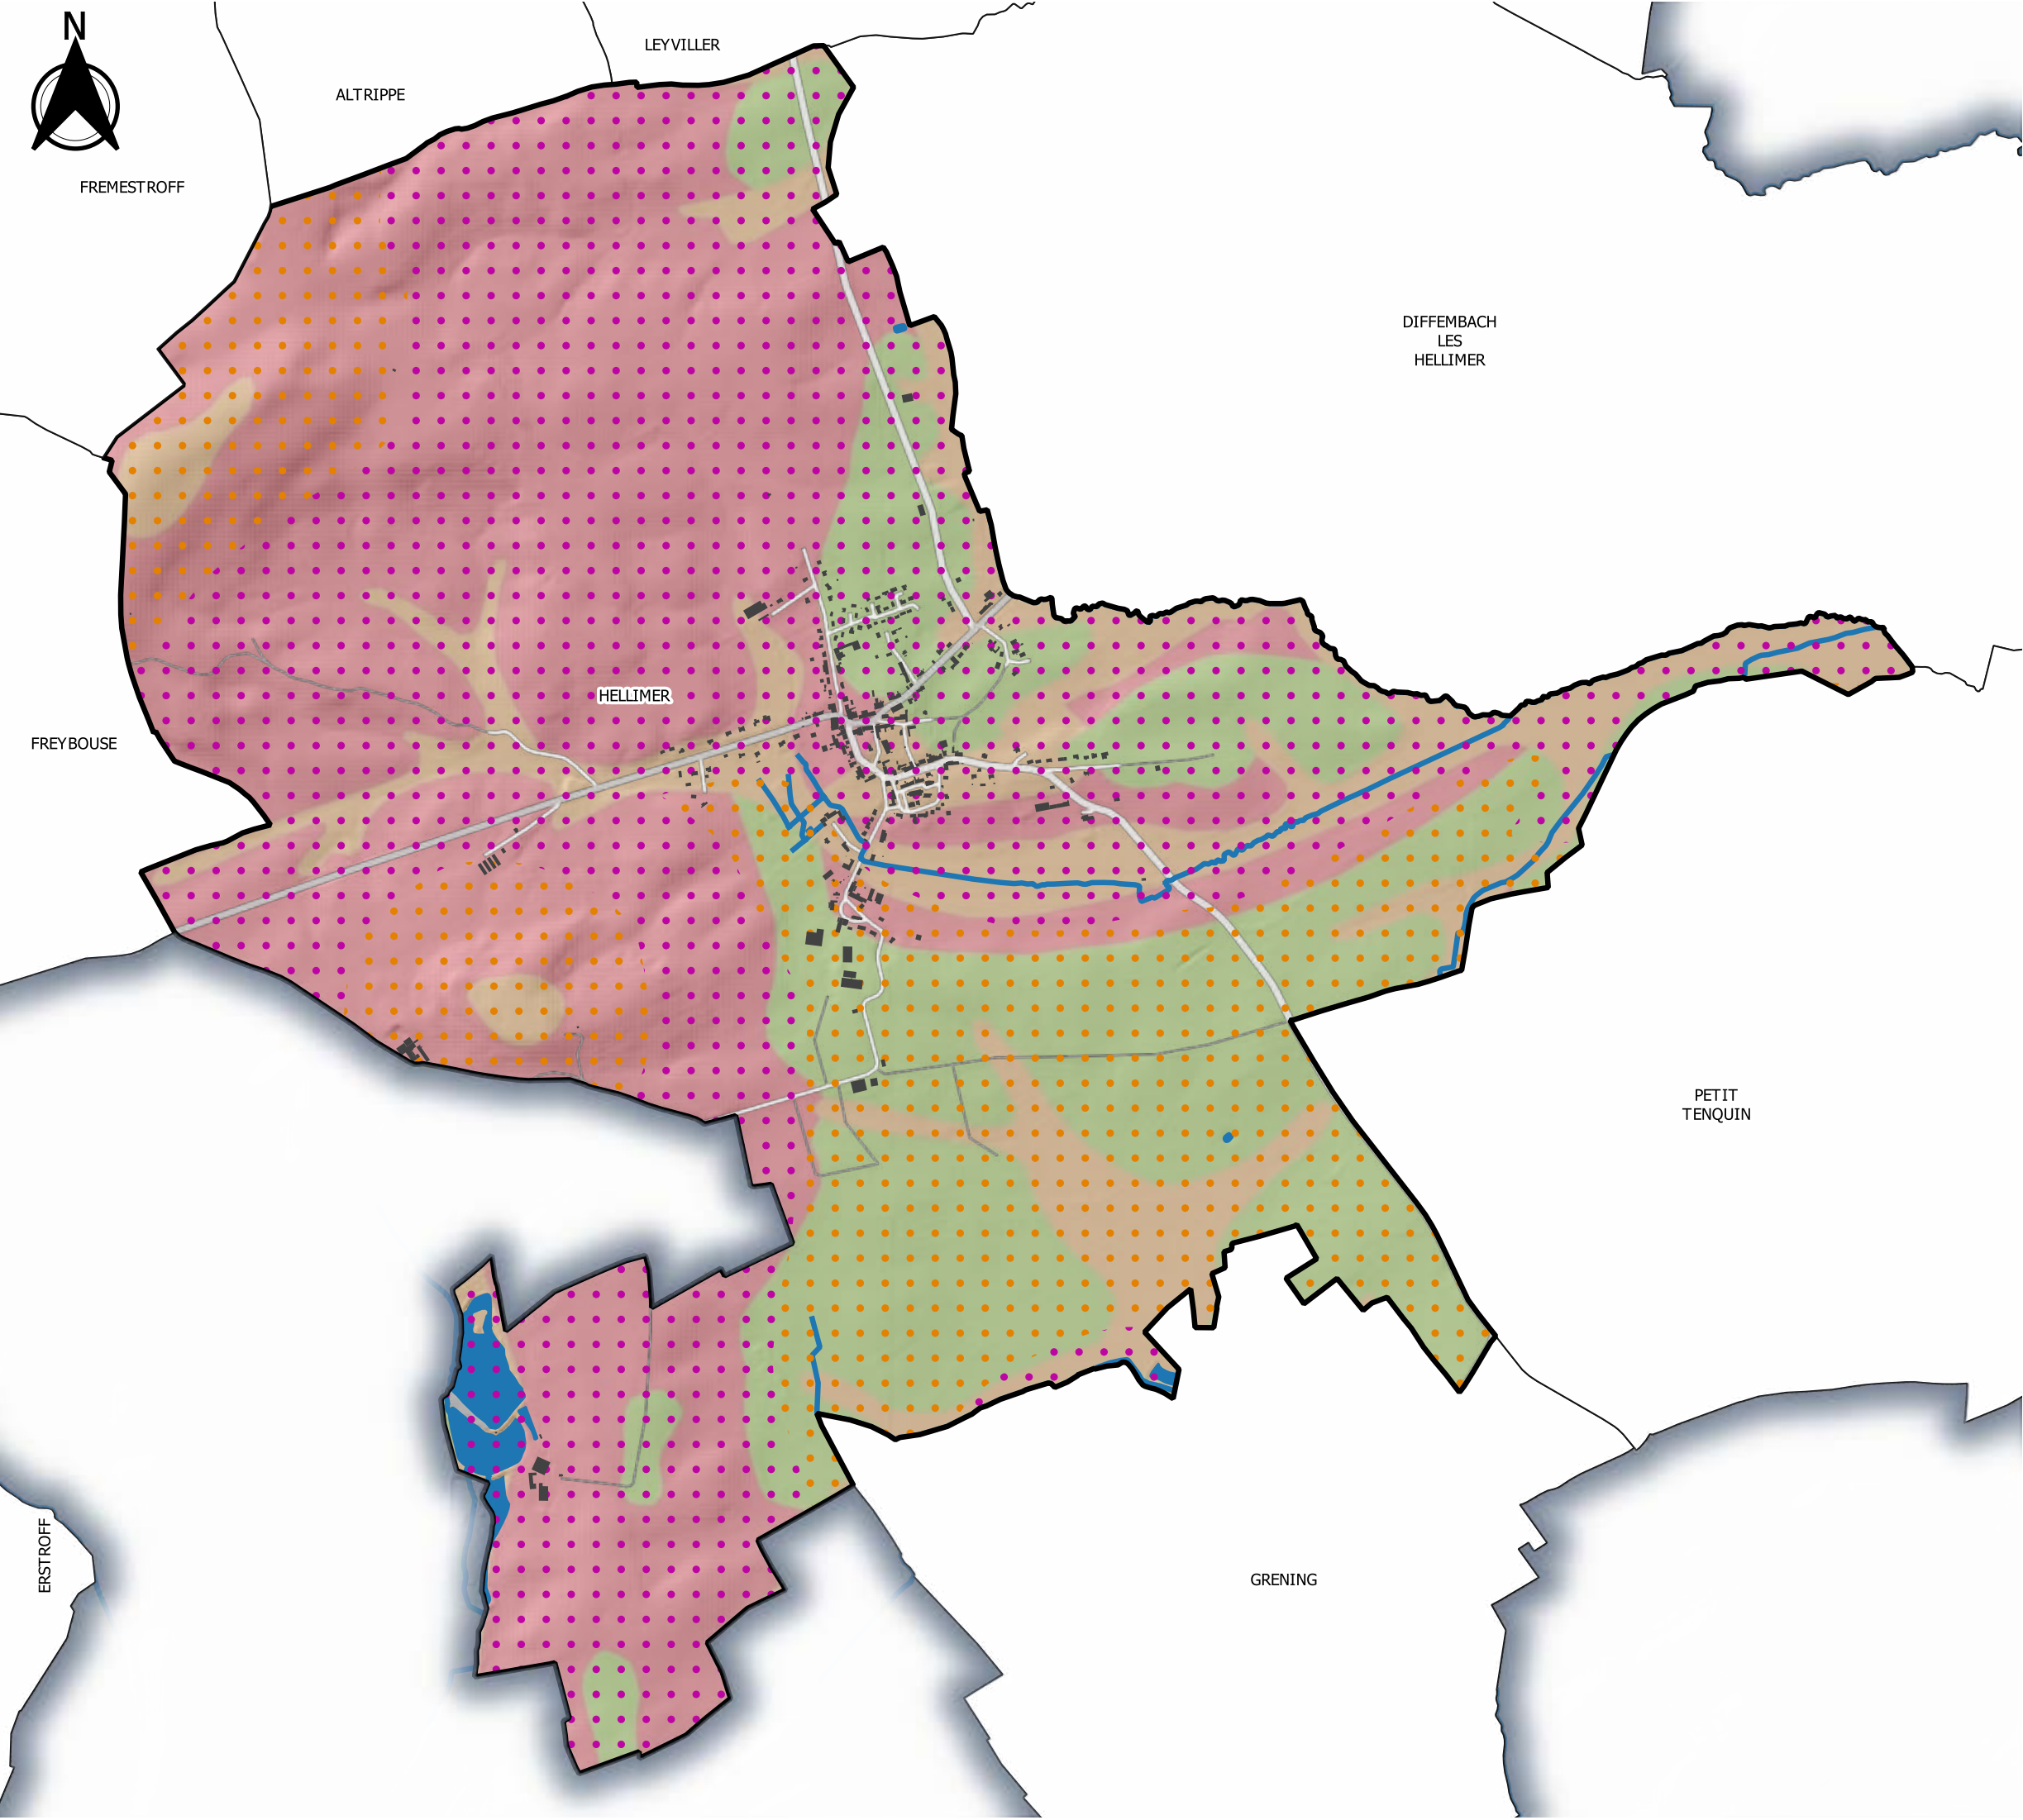 N
LEYVILLER
ALTRIPPE
FREMESTROFF
DIFFEMBACH
LES
HELLIMER
HELLIMER
FREYBOUSE
PETIT
TENQUIN
ERSTROFF
GRENING